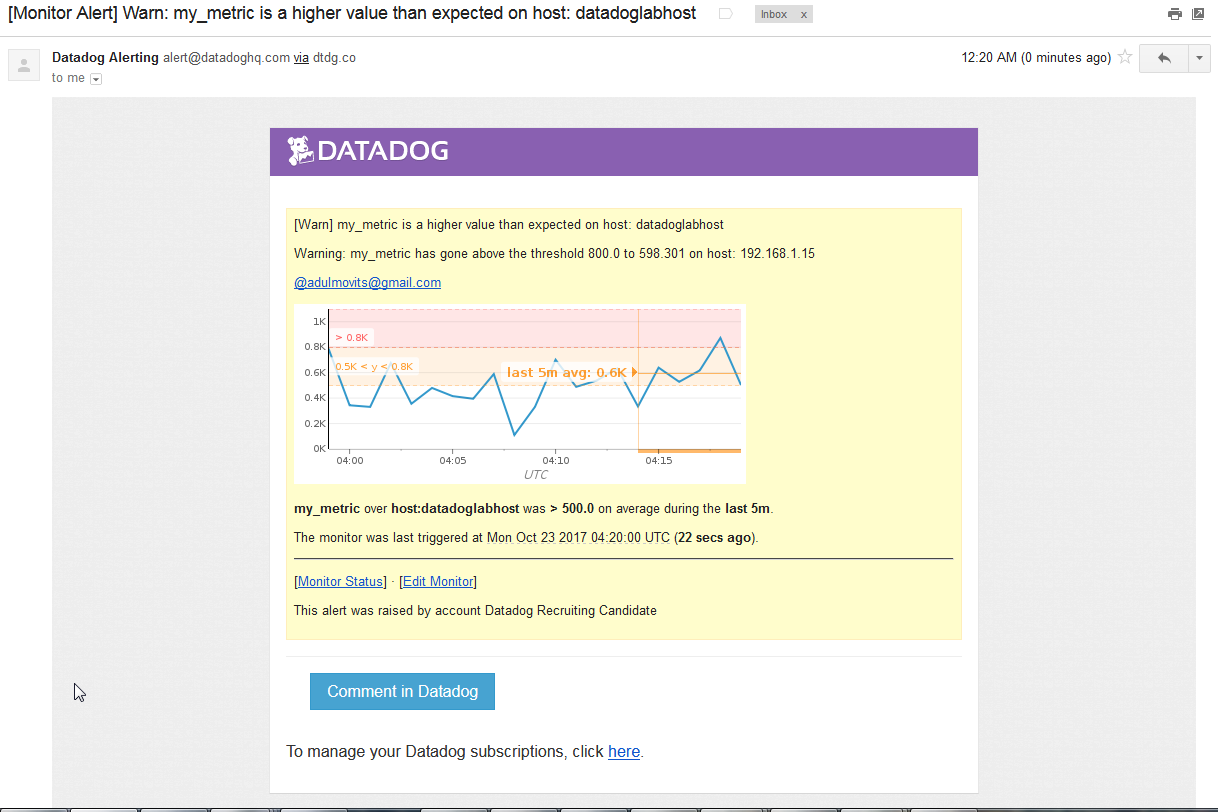 [Monitor Alert] Warn: my_metric is a higher value than expected on host: datadoglabhost
Inbox x
Datadog Alerting alert@datadoghq.com via dtdg.co
12:20 AM (0 minutes ago)
to me
DATADOG
[Warn] my_metric is a higher value than expected on host: datadoglabhost
Warning: my_metric has gone above the threshold 800.0 to 598.301 on host: 192.168.1.15
@adulmovits@gmail.com
1K
> 0.8K
0.8K
0.5K < y < 0.8K
0.6K
last 5m avg: 0.6K
0.4K
0.2K
0K
04:00 04:05 04:10 04:15
UTC
my_metric over host:datadoglabhost was > 500.0 on average during the last 5m.
The monitor was last triggered at Mon Oct 23 2017 04:20:00 UTC (22 secs ago).
[Monitor Status] · [Edit Monitor]
This alert was raised by account Datadog Recruiting Candidate
Comment in Datadog
To manage your Datadog subscriptions, click here.